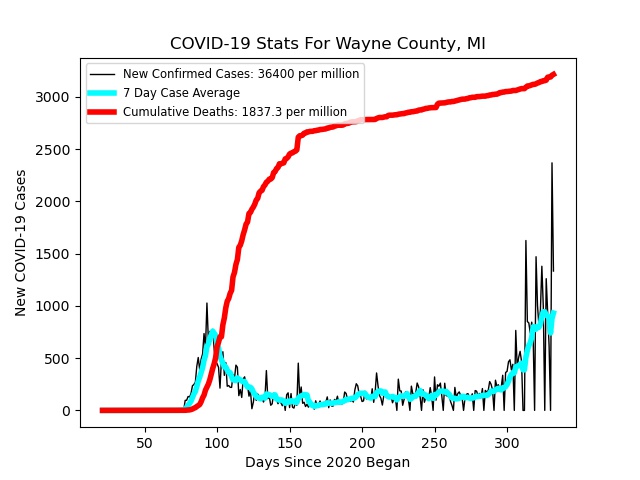 COVID-19 Stats For Wayne County, MI
New Confirmed Cases: 36400 per million
7 Day Case Average
Cumulative Deaths: 1837.3 per million
New COVID-19 Cases
3000
2500
2000
1500
1000
500
0
50 100 150 200 250 300
Days Since 2020 Began